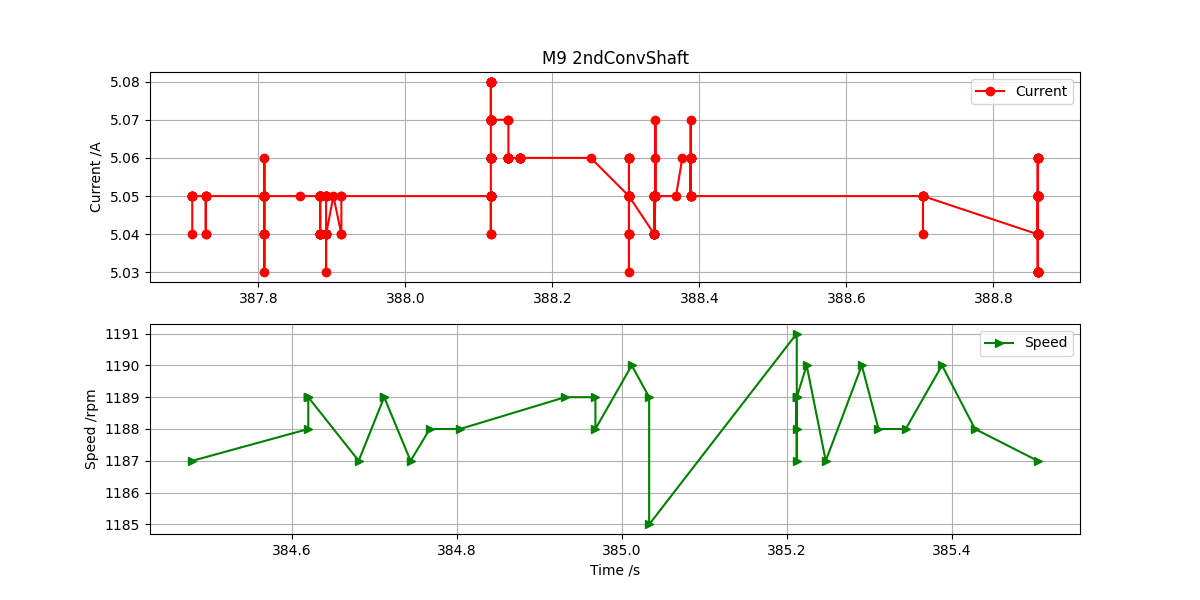 M9 2ndConvShaft
5.08
5.07
5.06
5.05
5.04
5.03
Current /A
Current
387.8 388.0 388.2 388.4 388.6 388.8
1191
1190
1189
1188
1187
1186
1185
Speed /rpm
Speed
384.6 384.8 385.0 385.2 385.4
Time /s